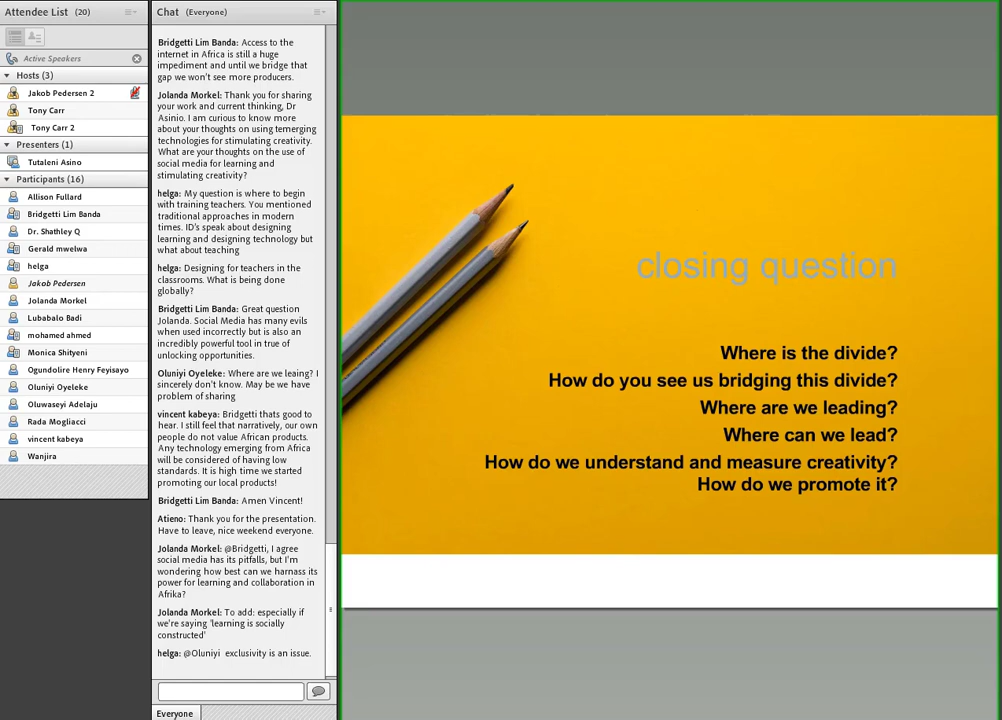 Attendee List (20)
Active Speakers
Hosts (3)
Jakob Pedersen 2
Tony Carr
Tony Carr 2
Presenters (1)
Tutaleni Asino
Participants (16)
Allison Fullard
Bridgetti Lim Banda
Dr. Shathley Q
Gerald mwelwa
helga
Jakob Pedersen
Jolanda Morkel
Lubabalo Badi
mohamed ahmed
Monica Shityeni
Ogundolire Henry Feyisayo
Oluniyi Oyeleke
Oluwaseyi Adelaju
Rada Mogliacci
vincent kabeya
Wanjira
Chat (Everyone)
Bridgetti Lim Banda: Access to the
internet in Africa is still a huge
impediment and until we bridge that
gap we won't see more producers.
Jolanda Morkel: Thank you for sharing
your work and current thinking, Dr
Asinio. I am curious to know more
about your thoughts on using temerging
technologies for stimulating creativity.
What are your thoughts on the use of
social media for learning and
stimulating creativity?
helga: My question is where to begin
with training teachers. You mentioned
traditional approaches in modern
times. ID's speak about designing
learning and designing technology but
what about teaching
helga: Designing for teachers in the
classrooms. What is being done
globally?
Bridgetti Lim Banda: Great question
Jolanda. Social Media has many evils
when used incorrectly but is also an
incredibly powerful tool in true of
unlocking opportunities.
Oluniyi Oyeleke: Where are we leaing? I
sincerely don't know. May be we have
problem of sharing
vincent kabeya: Bridgetti thats good to
hear. I still feel that narratively, our own
people do not value African products.
Any technology emerging from Africa
will be considered of having low
standards. It is high time we started
promoting our local products!
Bridgetti Lim Banda: Amen Vincent!
Atieno: Thank you for the presentation.
Have to leave, nice weekend everyone.
Jolanda Morkel: @Bridgetti, I agree
social media has its pitfalls, but I'm
wondering how best can we harnass its
power for learning and collaboration in
Afrika?
Jolanda Morkel: To add: especially if
we're saying 'learning is socially
constructed'
helga: @Oluniyi exclusivity is an issue.
Everyone
closing question
Where is the divide?
How do you see us bridging this divide?
Where are we leading?
Where can we lead?
How do we understand and measure creativity?
How do we promote it?